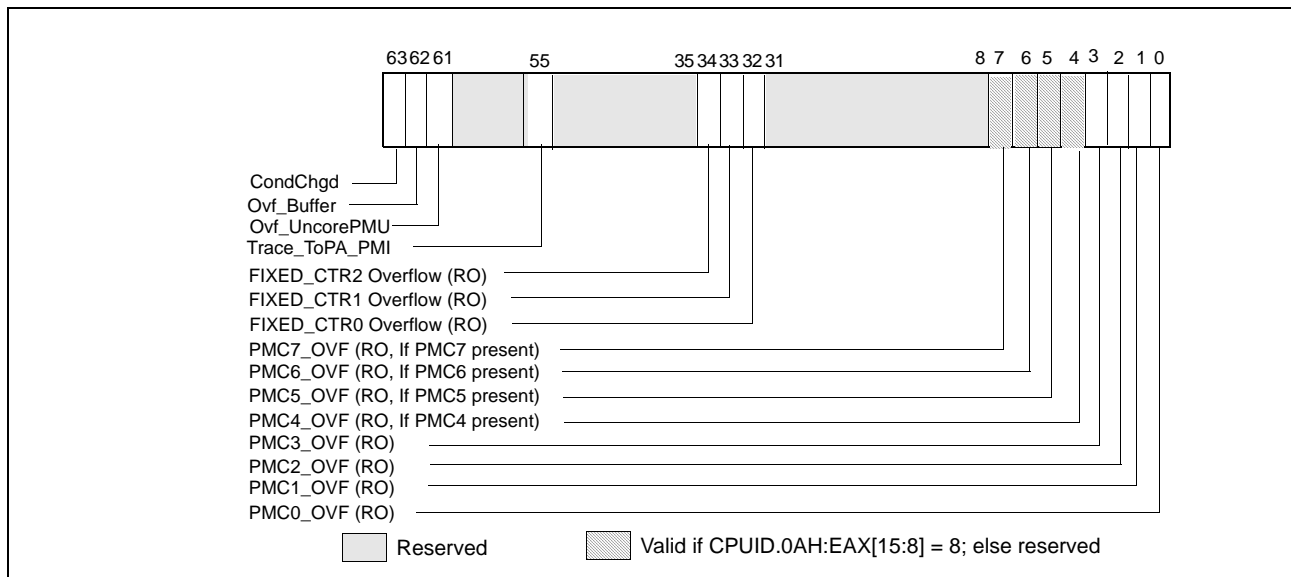 63 62 61 55 35 34 33 32 31 8 7 6 5 4 3 2 1 0
CondChgd
Ovf_Buffer
Ovf_UncorePMU
Trace_ToPA_PMI
FIXED_CTR2 Overflow (RO)
FIXED_CTR1 Overflow (RO)
FIXED_CTR0 Overflow (RO)
PMC7_OVF (RO, If PMC7 present)
PMC6_OVF (RO, If PMC6 present)
PMC5_OVF (RO, If PMC5 present)
PMC4_OVF (RO, If PMC4 present)
PMC3_OVF (RO)
PMC2_OVF (RO)
PMC1_OVF (RO)
PMC0_OVF (RO)
Reserved
Valid if CPUID.0AH:EAX[15:8] = 8; else reserved